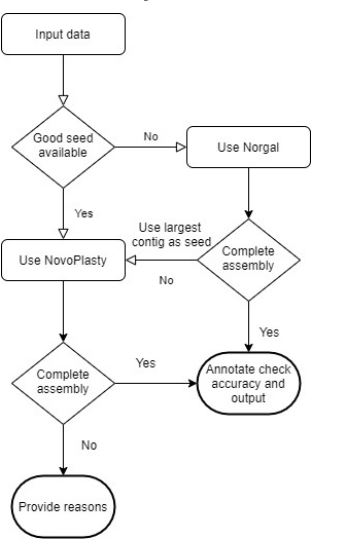 Input data
Good seed
available
No
Use Norgal
Yes
Use largest
contig as seed
Complete
assembly
Use NovoPlasty
No
Yes
Complete
assembly
Yes
Annotate check
accuracy and
output
No
Provide reasons